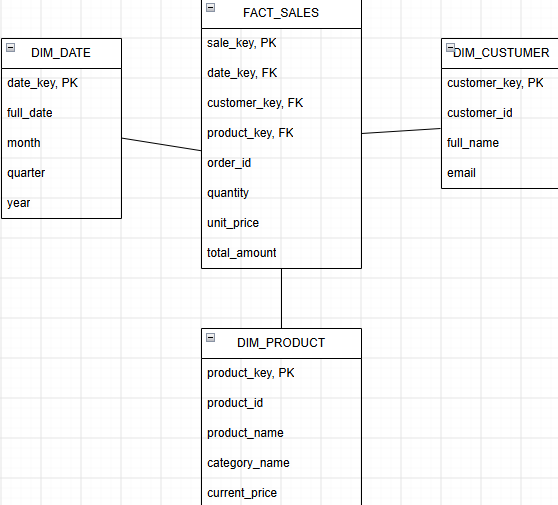 FACT_SALES
sale_key, PK
date_key, FK
customer_key, FK
product_key, FK
order_id
quantity
unit_price
total_amount
DIM_DATE
date_key, PK
full_date
month
quarter
year
DIM_CUSTUMER
customer_key, PK
customer_id
full_name
email
DIM_PRODUCT
product_key, PK
product_id
product_name
category_name
current_price